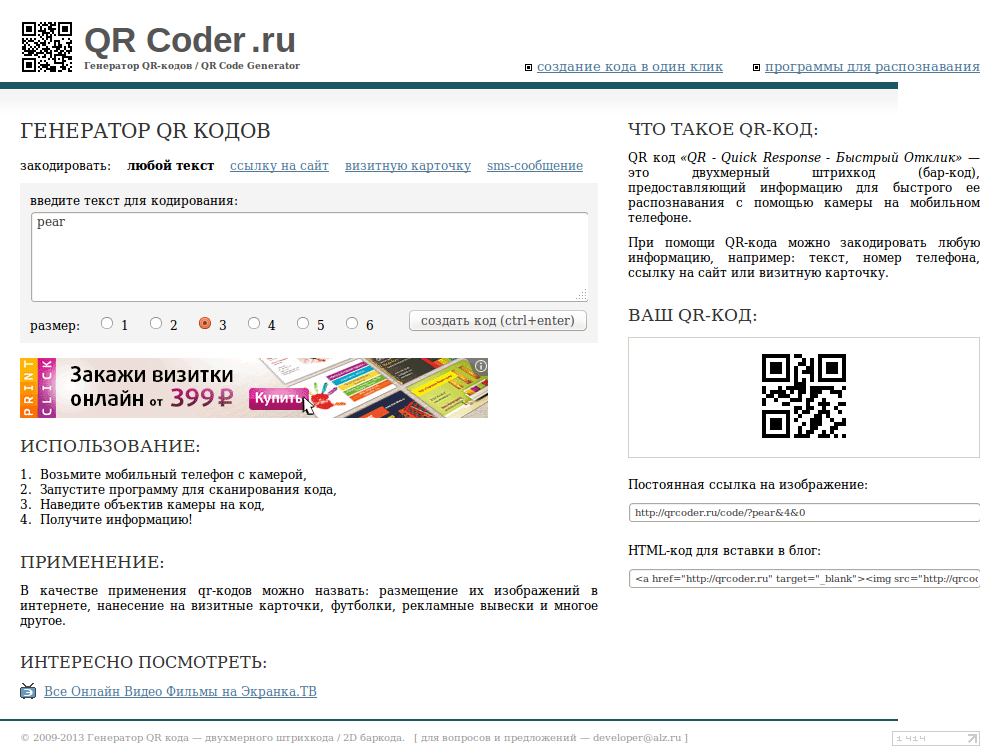 QR Coder.ru
Генератор QR-кодов / QR Code Generator
создание кода в один клик
программы для распознавания
ГЕНЕРАТОР QR КОДОВ
закодировать: любой текст ссылку на сайт визитную карточку sms-сообщение
введите текст для кодирования:
pear
размер: 1 2 3 4 5 6 создать код (ctrl+enter)
PRINT
CLICK
Закажи визитки
онлайн от 399 ₽
Купить
ИСПОЛЬЗОВАНИЕ:
1. Возьмите мобильный телефон с камерой,
2. Запустите программу для сканирования кода,
3. Наведите объектив камеры на код,
4. Получите информацию!
ПРИМЕНЕНИЕ:
В качестве применения qr-кодов можно назвать: размещение их изображений в
интернете, нанесение на визитные карточки, футболки, рекламные вывески и многое
другое.
ИНТЕРЕСНО ПОСМОТРЕТЬ:
Все Онлайн Видео Фильмы на Экранка.ТВ
ЧТО ТАКОЕ QR-КОД:
QR код «QR - Quick Response - Быстрый Отклик» —
это двухмерный штрихкод (бар-код),
предоставляющий информацию для быстрого ее
распознавания с помощью камеры на мобильном
телефоне.
При помощи QR-кода можно закодировать любую
информацию, например: текст, номер телефона,
ссылку на сайт или визитную карточку.
ВАШ QR-КОД:
Постоянная ссылка на изображение:
http://qrcoder.ru/code/?pear&4&0
HTML-код для вставки в блог:
<a href="http://qrcoder.ru" target="_blank"><img src="http://qrcod
© 2009-2013 Генератор QR кода — двухмерного штрихкода / 2D баркода. [ для вопросов и предложений — developer@alz.ru ]